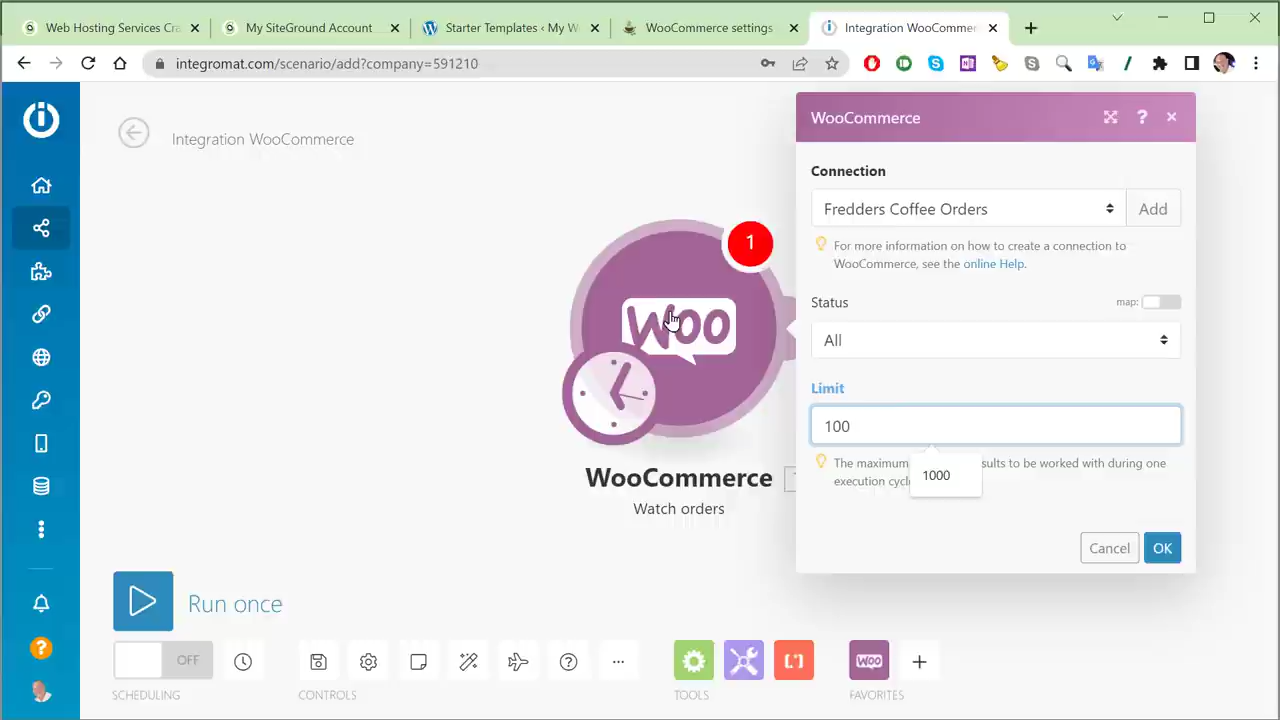 Web Hosting Services Cra
My SiteGround Account
Starter Templates ‹ My W
WooCommerce settings
Integration WooCommerce
integromat.com/scenario/add?company=591210
Integration WooCommerce
WooCommerce
?
Connection
Fredders Coffee Orders
Add
For more information on how to create a connection to
WooCommerce, see the online Help.
Status
map:
All
Limit
100
The maximum
sults to be worked with during one
1000
execution cycl
Cancel
OK
1
Woo
WooCommerce
Watch orders
Run once
OFF
SCHEDULING
CONTROLS
TOOLS
WOO
FAVORITES